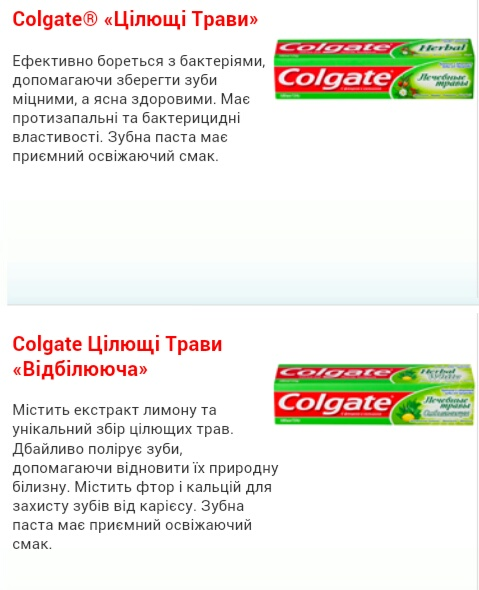 Colgate® «Цілющі Трави»
Ефективно бореться з бактеріями,
допомагаючи зберегти зуби
міцними, а ясна здоровими. Має
протизапальні та бактерицидні
властивості. Зубна паста має
приємний освіжаючий смак.
Colgate
Herbal
Colgate
Лечебные
травы
Colgate Цілющі Трави
«Відбілююча»
Містить екстракт лимону та
унікальний збір цілющих трав.
Дбайливо полірує зуби,
допомагаючи відновити їх природну
білизну. Містить фтор і кальцій для
захисту зубів від карієсу. Зубна
паста має приємний освіжаючий
смак.
Colgate
Herbal
White
Colgate
Лечебные
травы